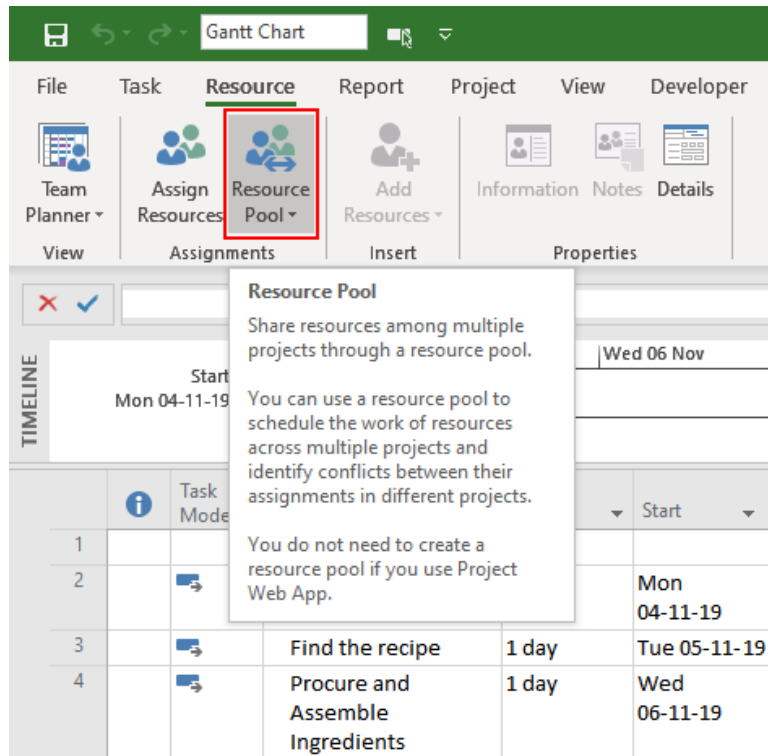 Gantt Chart
File Task Resource Report Project View Developer
Team
Planner
Assign
Resources
Resource
Pool
Add
Resources
Information Notes Details
View Assignments Insert Properties
Resource Pool
Share resources among multiple
projects through a resource pool.
You can use a resource pool to
schedule the work of resources
across multiple projects and
identify conflicts between their
assignments in different projects.
You do not need to create a
resource pool if you use Project
Web App.
TIMELINE
Start
Mon 04-11-19
Wed 06 Nov
Task
Mode
Start
1
2 Mon
04-11-19
3 Find the recipe 1 day Tue 05-11-19
4 Procure and 1 day Wed
Assemble 06-11-19
Ingredients